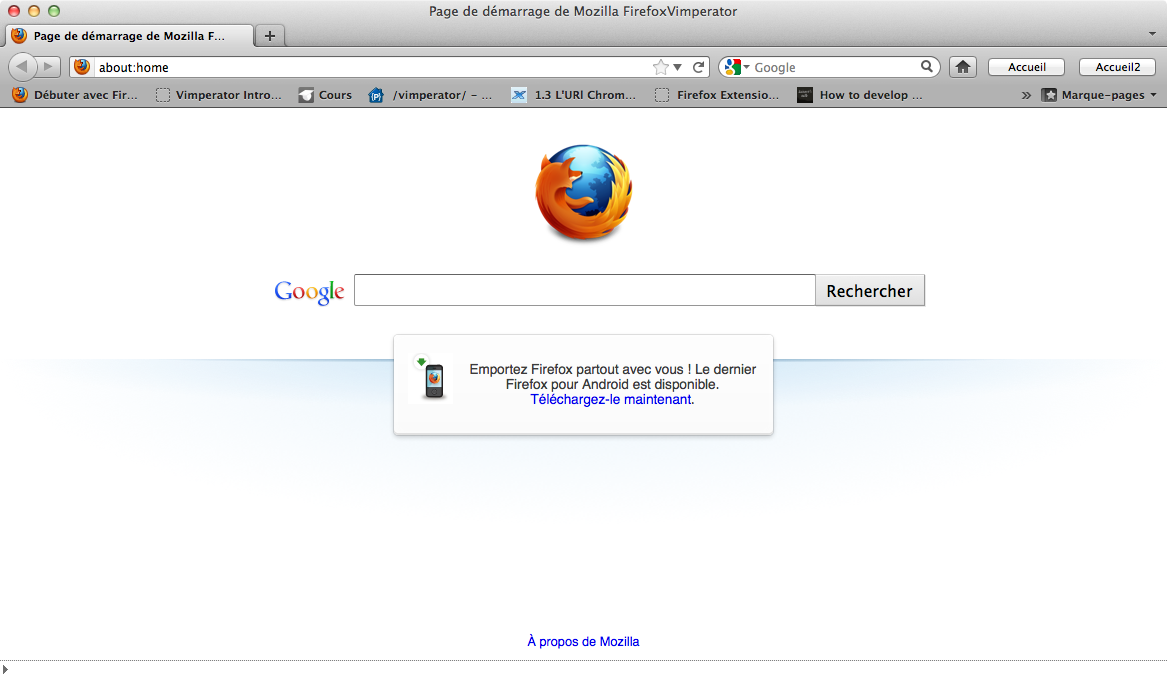 Page de démarrage de Mozilla FirefoxVimperator
Page de démarrage de Mozilla F...
about:home
Google
Accueil
Accueil2
Débuter avec Fir...
Vimperator Intro...
Cours
/vimperator/ - ...
1.3 L'URI Chrom...
Firefox Extensio...
How to develop ...
Marque-pages
Google
Rechercher
Emportez Firefox partout avec vous ! Le dernier
Firefox pour Android est disponible.
Téléchargez-le maintenant.
À propos de Mozilla